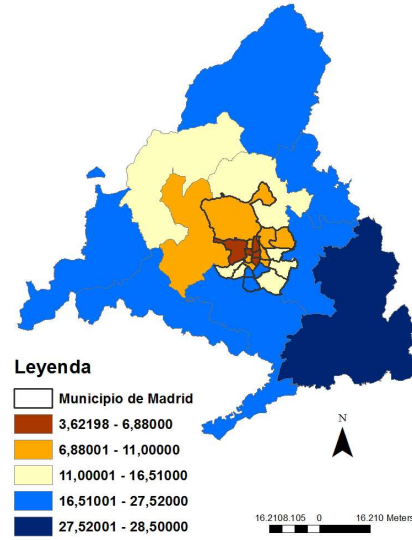 Leyenda
Municipio de Madrid
3,62198 - 6,88000
6,88001 - 11,00000
11,00001 - 16,51000
16,51001 - 27,52000
27,52001 - 28,50000
N
16.2108.105 0 16.210 Meters